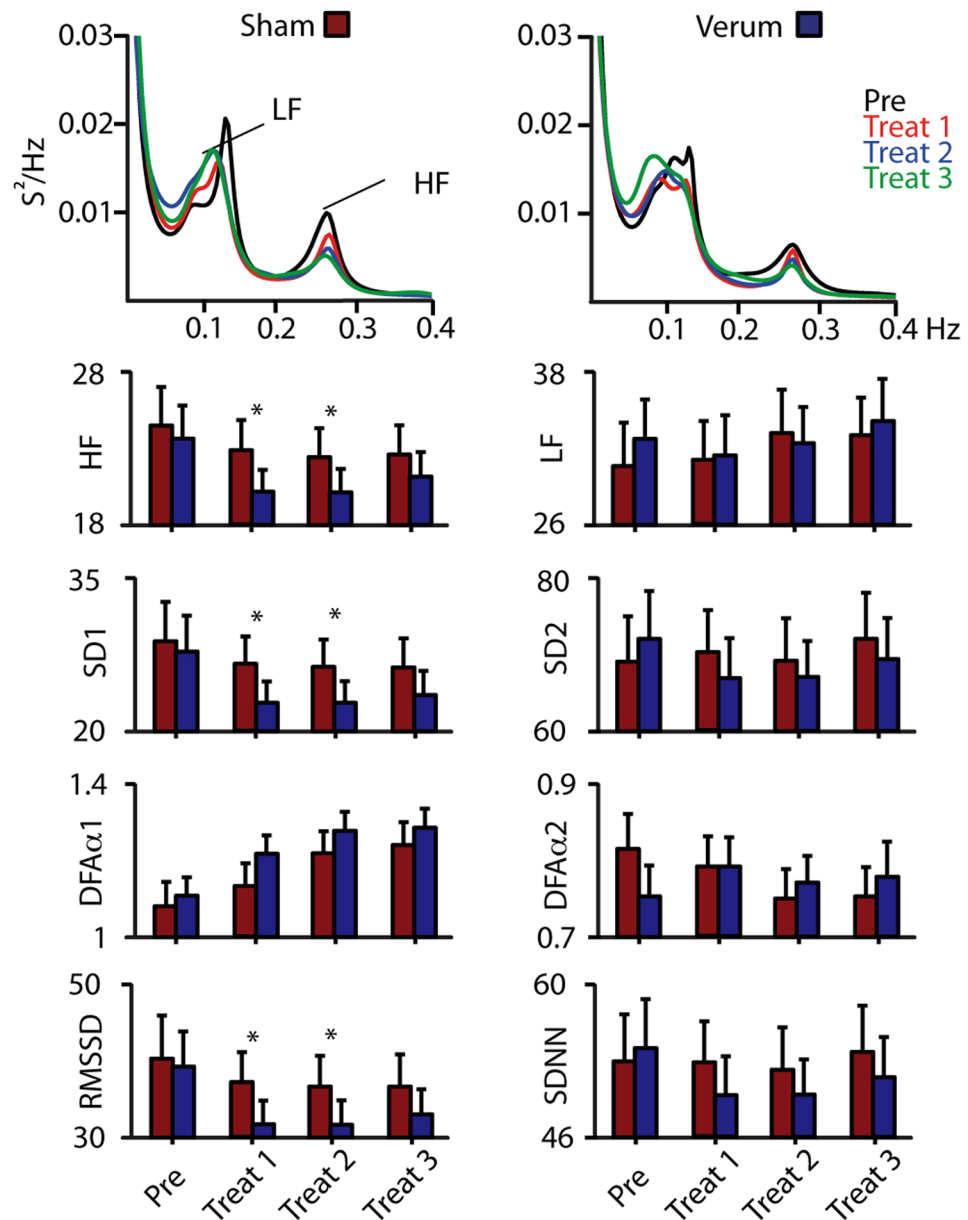 Sham
Verum
0.03
0.02
0.01
S²/Hz
LF
HF
0.1
0.2
0.3
0.4
0.03
0.02
0.01
Pre
Treat 1
Treat 2
Treat 3
0.1
0.2
0.3
0.4 Hz
28
HF
18
*
*
38
LF
26
35
SD1
20
*
*
80
SD2
60
1.4
DFAα1
1
0.9
DFAα2
0.7
50
RMSSD
30
*
*
60
SDNN
46
Pre
Treat 1
Treat 2
Treat 3
Pre
Treat 1
Treat 2
Treat 3